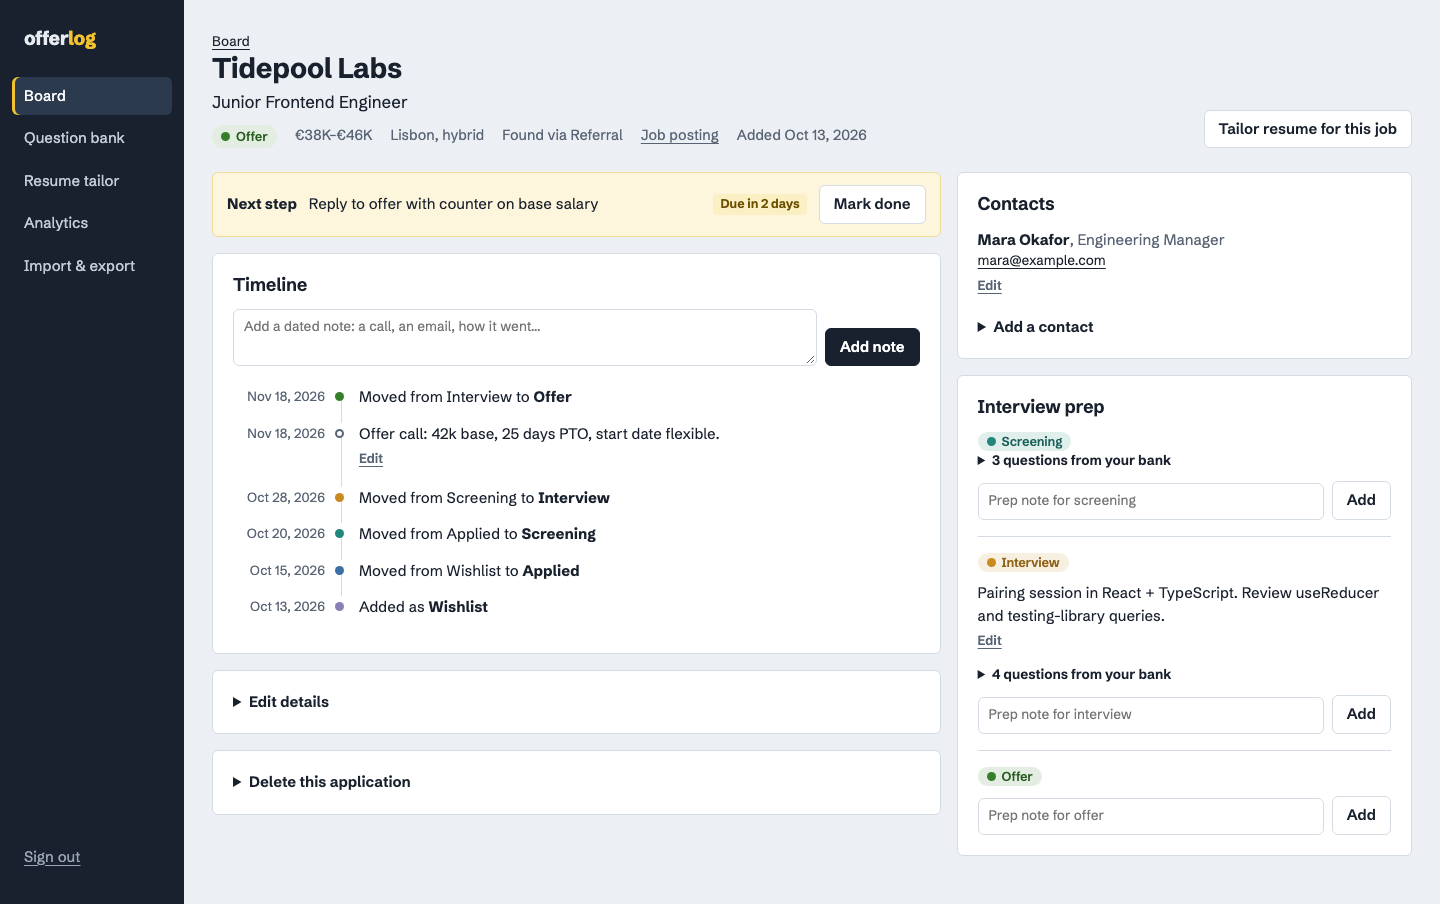 offerlog
Board
Question bank
Resume tailor
Analytics
Import & export
Sign out
Board
Tidepool Labs
Junior Frontend Engineer
Offer €38K–€46K Lisbon, hybrid Found via Referral Job posting Added Oct 13, 2026
Tailor resume for this job
Next step Reply to offer with counter on base salary Due in 2 days Mark done
Timeline
Add a dated note: a call, an email, how it went...
Add note
Nov 18, 2026 Moved from Interview to Offer
Nov 18, 2026 Offer call: 42k base, 25 days PTO, start date flexible.
Edit
Oct 28, 2026 Moved from Screening to Interview
Oct 20, 2026 Moved from Applied to Screening
Oct 15, 2026 Moved from Wishlist to Applied
Oct 13, 2026 Added as Wishlist
Edit details
Delete this application
Contacts
Mara Okafor, Engineering Manager
mara@example.com
Edit
Add a contact
Interview prep
Screening
3 questions from your bank
Prep note for screening Add
Interview
Pairing session in React + TypeScript. Review useReducer
and testing-library queries.
Edit
4 questions from your bank
Prep note for interview Add
Offer
Prep note for offer Add